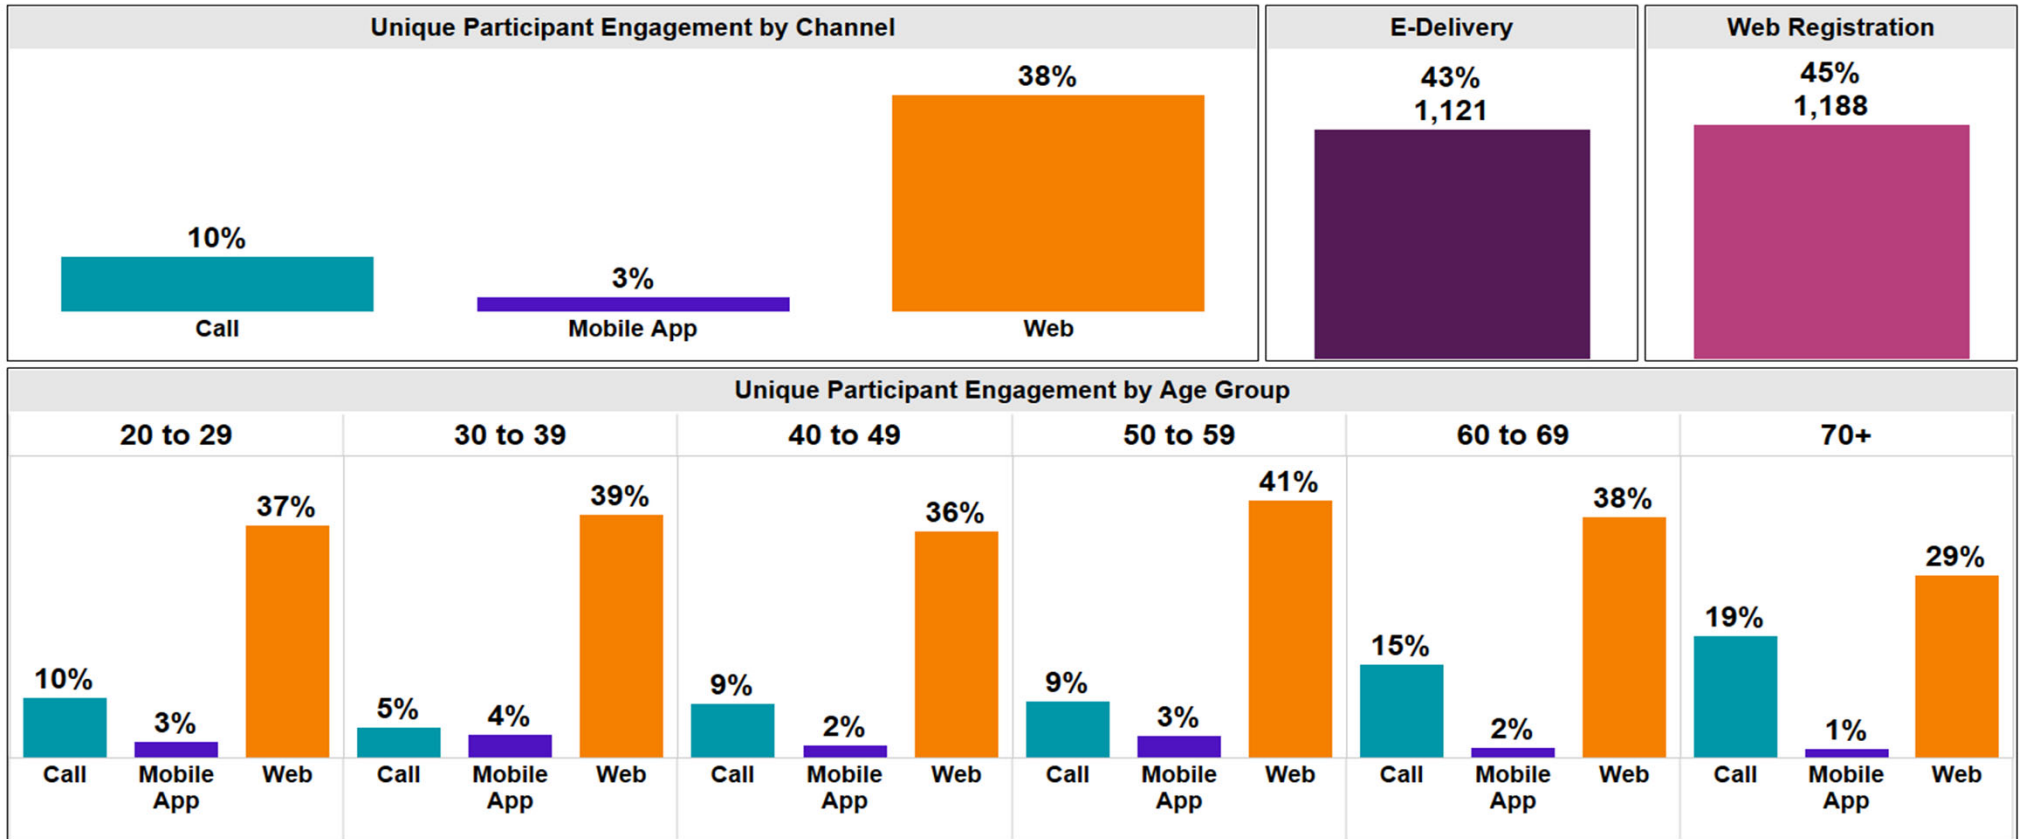 Unique Participant Engagement by Channel
10%
Call
3%
Mobile App
38%
Web
E-Delivery
43%
1,121
Web Registration
45%
1,188
Unique Participant Engagement by Age Group
20 to 29
10%
Call
3%
Mobile
App
37%
Web
30 to 39
5%
Call
4%
Mobile
App
39%
Web
40 to 49
9%
Call
2%
Mobile
App
36%
Web
50 to 59
9%
Call
3%
Mobile
App
41%
Web
60 to 69
15%
Call
2%
Mobile
App
38%
Web
70+
19%
Call
1%
Mobile
App
29%
Web